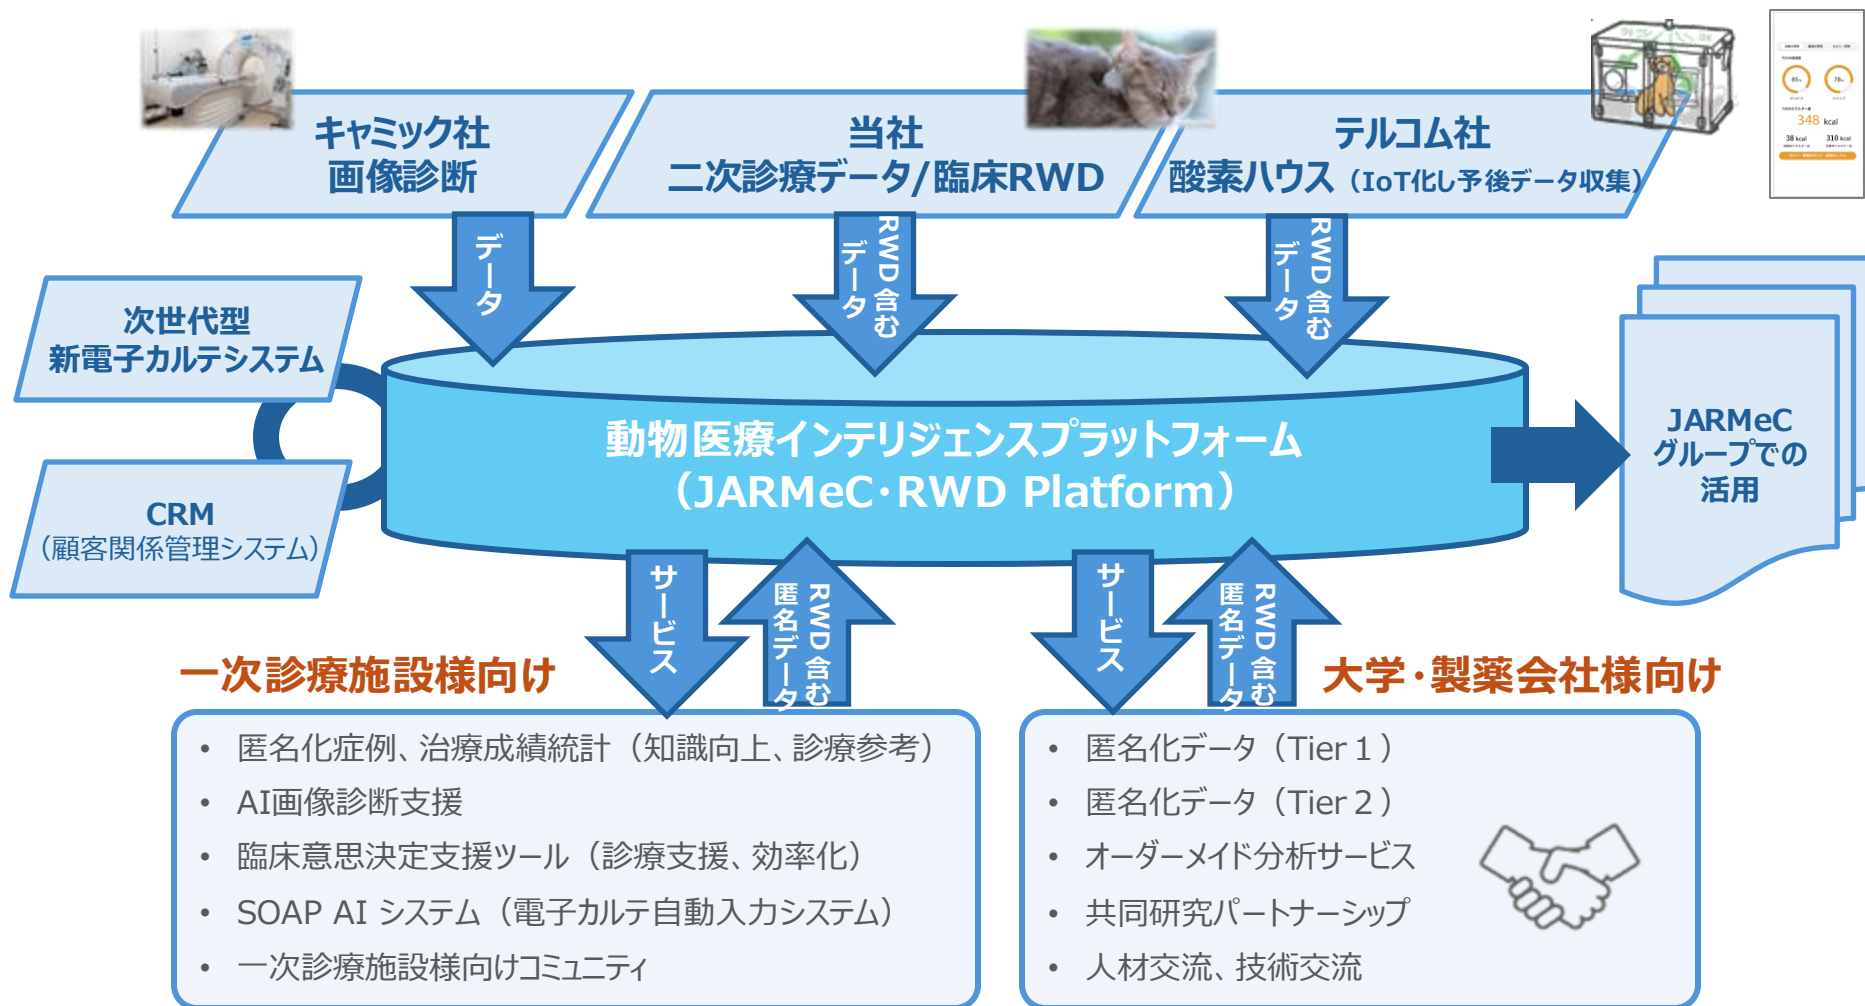 キャミック社
画像診断
当社
二次診療データ/臨床RWD
テルコム社
酸素ハウス（IoT化し予後データ収集）
85%
78%
348 kcal
38 kcal
310 kcal
データ
RWD含む
データ
RWD含む
データ
次世代型
新電子カルテシステム
CRM
（顧客関係管理システム）
動物医療インテリジェンスプラットフォーム
（JARMeC・RWD Platform）
JARMeC
グループでの
活用
サービス
RWD含む
匿名データ
サービス
RWD含む
匿名データ
一次診療施設様向け
• 匿名化症例、治療成績統計（知識向上、診療参考）
• AI画像診断支援
• 臨床意思決定支援ツール（診療支援、効率化）
• SOAP AI システム（電子カルテ自動入力システム）
• 一次診療施設様向けコミュニティ
大学・製薬会社様向け
• 匿名化データ（Tier１）
• 匿名化データ（Tier２）
• オーダーメイド分析サービス
• 共同研究パートナーシップ
• 人材交流、技術交流